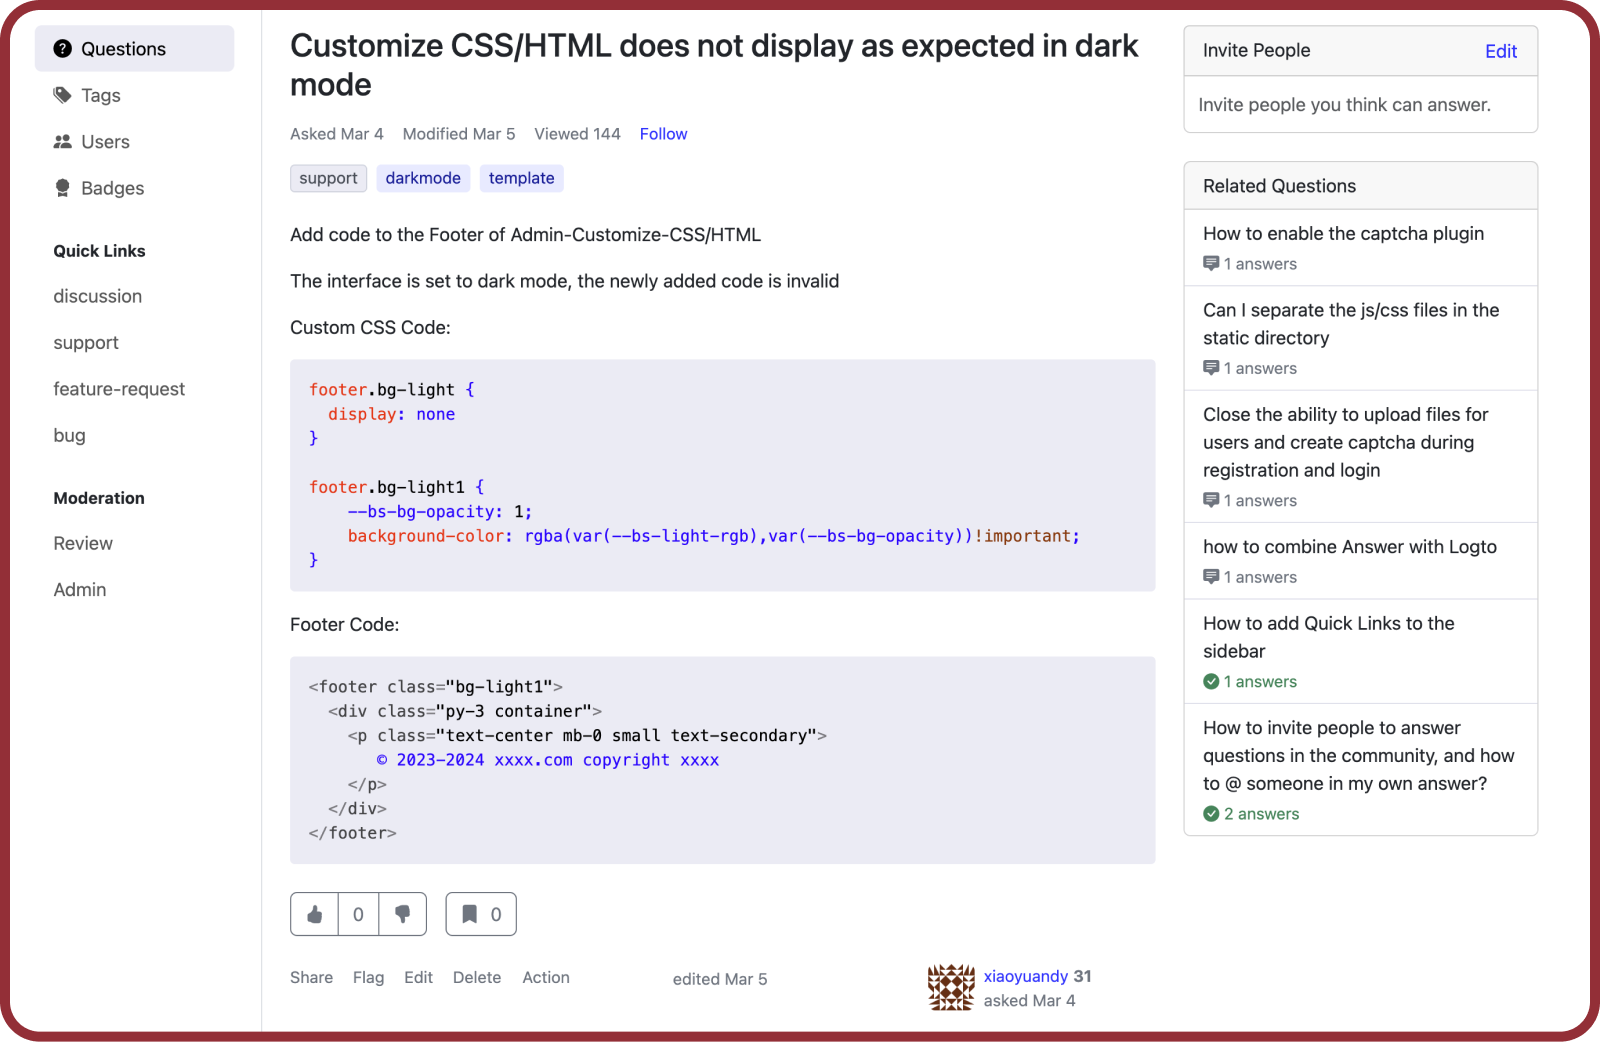 Questions
Tags
Users
Badges
Quick Links
discussion
support
feature-request
bug
Moderation
Review
Admin
Customize CSS/HTML does not display as expected in dark
mode
Asked Mar 4 Modified Mar 5 Viewed 144 Follow
support darkmode template
Add code to the Footer of Admin-Customize-CSS/HTML
The interface is set to dark mode, the newly added code is invalid
Custom CSS Code:
footer.bg-light {
  display: none
}
footer.bg-light1 {
    --bs-bg-opacity: 1;
    background-color: rgba(var(--bs-light-rgb),var(--bs-bg-opacity))!important;
}
Footer Code:
<footer class="bg-light1">
  <div class="py-3 container">
    <p class="text-center mb-0 small text-secondary">
       © 2023-2024 xxxx.com copyright xxxx
    </p>
  </div>
</footer>
0 0
Share Flag Edit Delete Action
edited Mar 5
xiaoyuandy 31
asked Mar 4
Invite People Edit
Invite people you think can answer.
Related Questions
How to enable the captcha plugin
1 answers
Can I separate the js/css files in the
static directory
1 answers
Close the ability to upload files for
users and create captcha during
registration and login
1 answers
how to combine Answer with Logto
1 answers
How to add Quick Links to the
sidebar
1 answers
How to invite people to answer
questions in the community, and how
to @ someone in my own answer?
2 answers